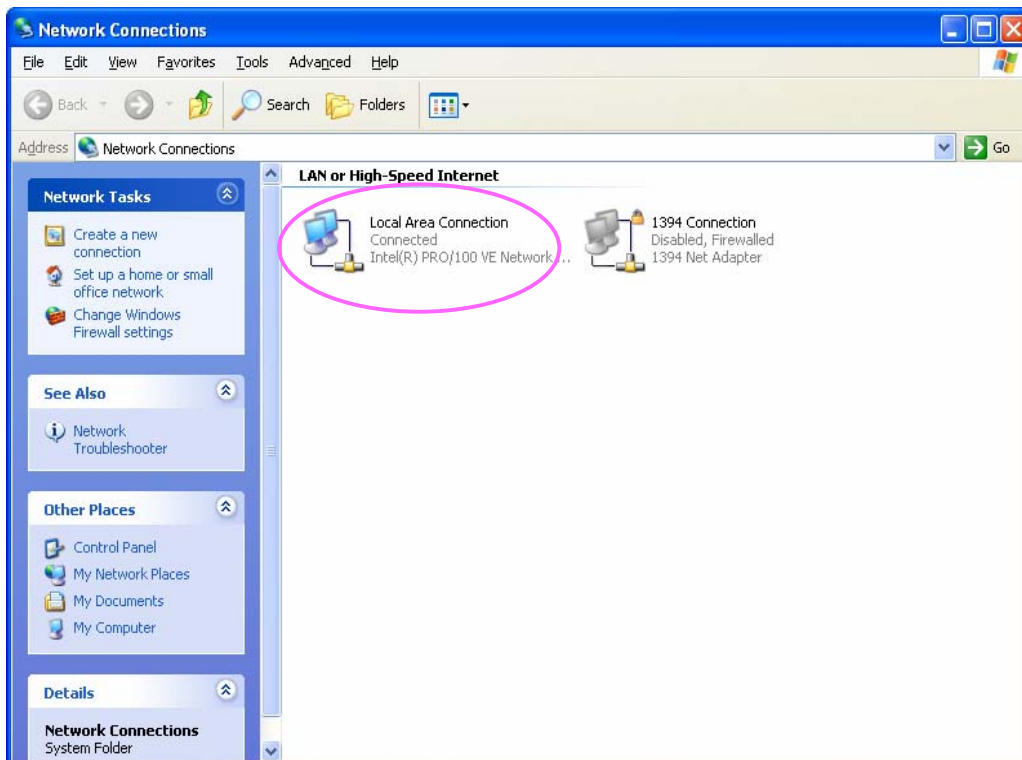 Network Connections
File Edit View Favorites Tools Advanced Help
Back Search Folders
Address Network Connections Go
LAN or High-Speed Internet
Network Tasks
Create a new
connection
Set up a home or small
office network
Change Windows
Firewall settings
See Also
Network
Troubleshooter
Other Places
Control Panel
My Network Places
My Documents
My Computer
Details
Network Connections
System Folder
Local Area Connection
Connected
Intel(R) PRO/100 VE Network ...
1394 Connection
Disabled, Firewalled
1394 Net Adapter